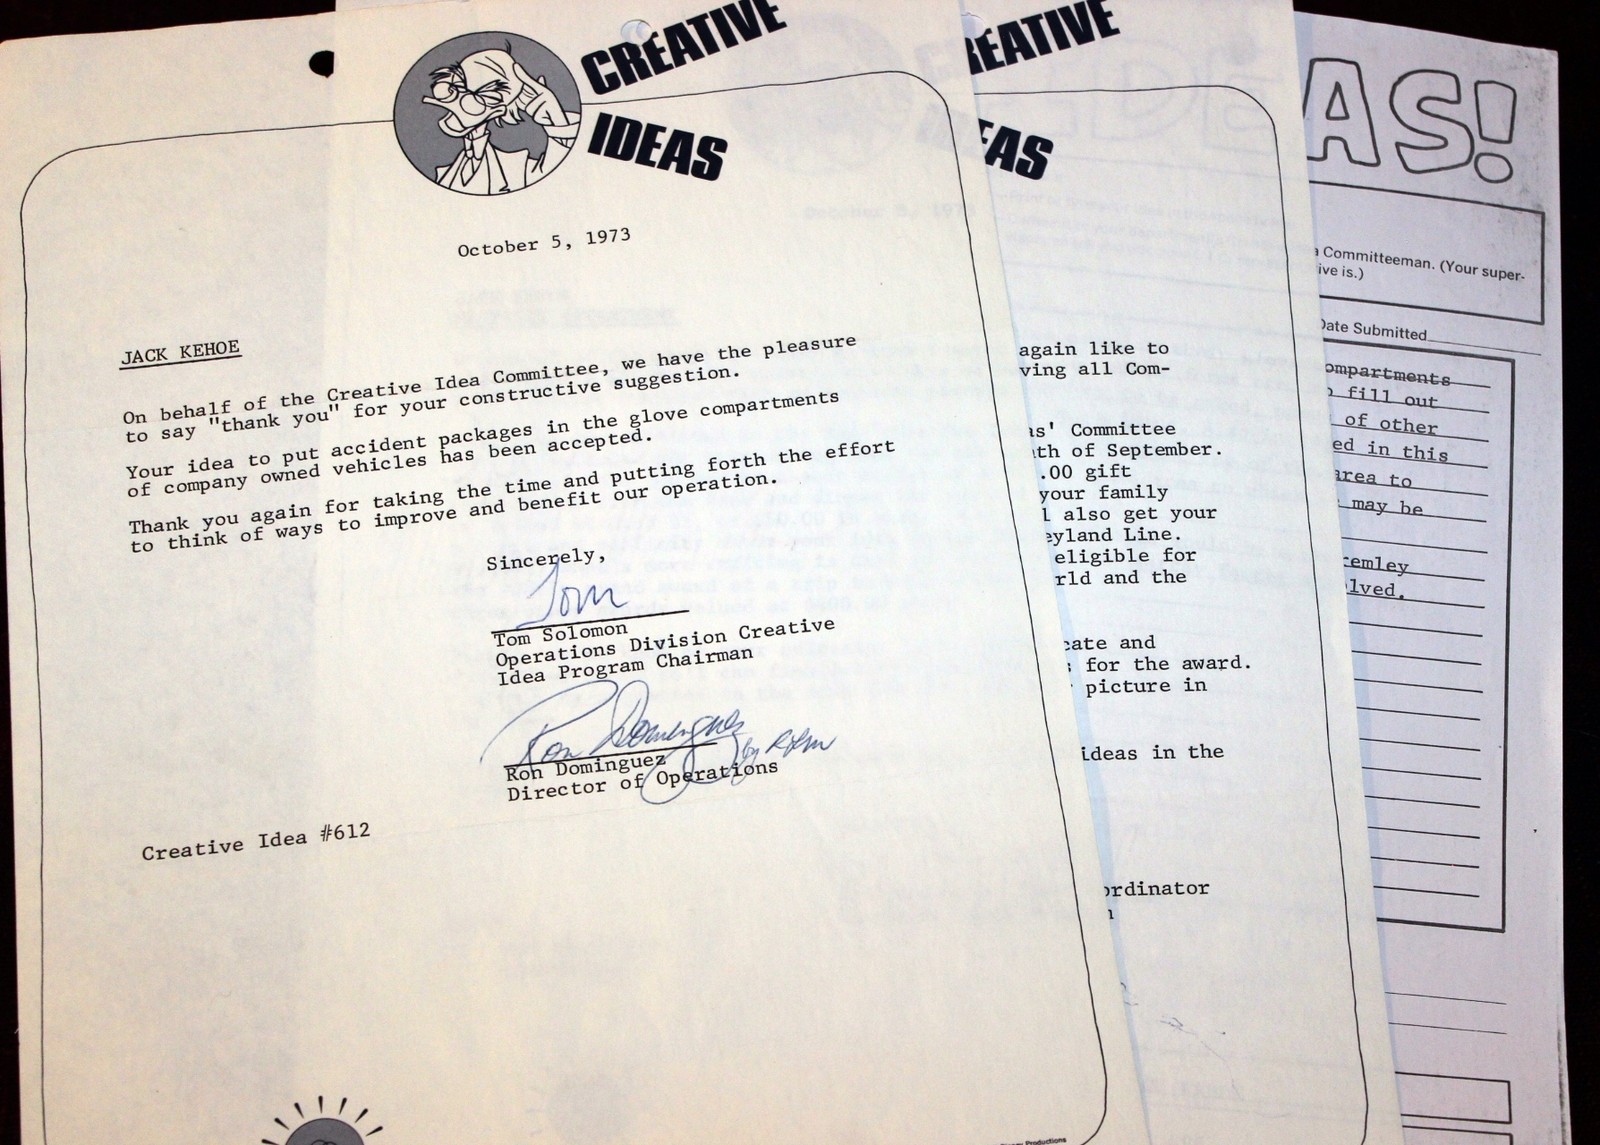 CREATIVE
IDEAS
October 5, 1973
JACK KEHOE
On behalf of the Creative Idea Committee, we have the pleasure
to say "thank you" for your constructive suggestion.
Your idea to put accident packages in the glove compartments
of company owned vehicles has been accepted.
Thank you again for taking the time and putting forth the effort
to think of ways to improve and benefit our operation.
Sincerely,
Tom
Tom Solomon
Operations Division Creative
Idea Program Chairman
Ron Dominguez
Ron Dominguez
Director of Operations
Creative Idea #612
Productions
EATIVE
EAS
again like to
ving all Com-
s' Committee
th of September.
.00 gift
your family
also get your
eyland Line.
eligible for
rld and the
cate and
for the award.
picture in
ideas in the
ordinator
AS!
Committeeman. (Your super-
ive is.)
Date Submitted
ompartments
fill out
of other
ed in this
area to
may be
remley
lved.